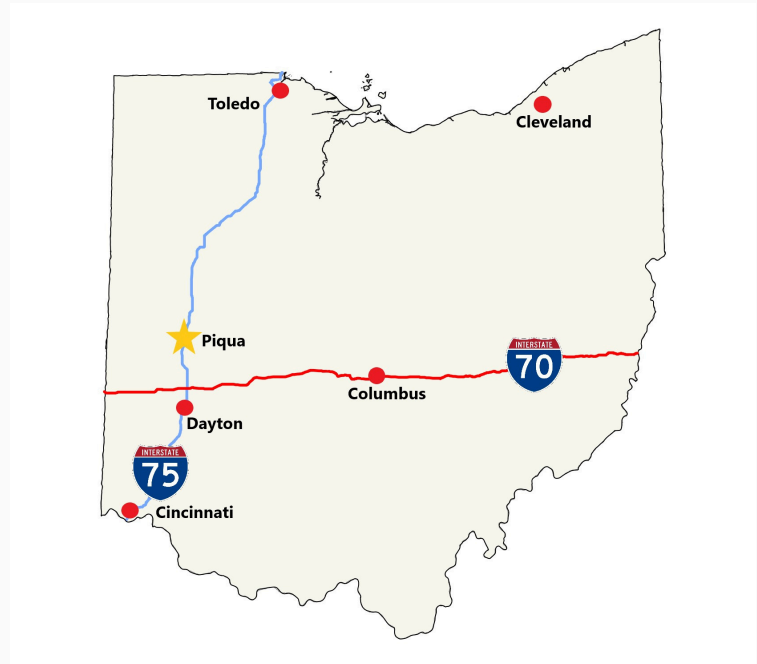 Toledo
Cleveland
Piqua
INTERSTATE
70
Columbus
Dayton
INTERSTATE
75
Cincinnati